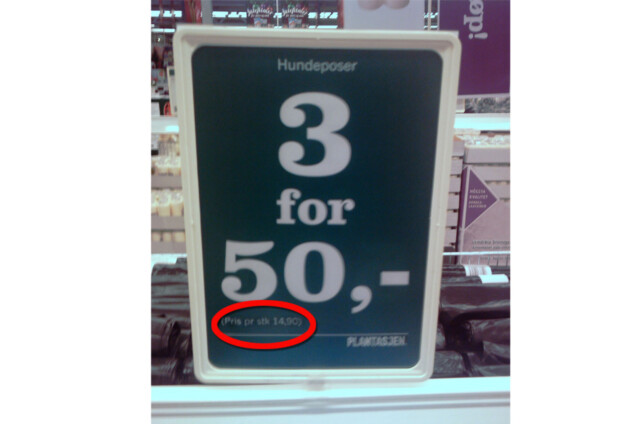 Hundeposer
3
for
50,-
(Pris pr stk 14,90)
PLANTASJEN